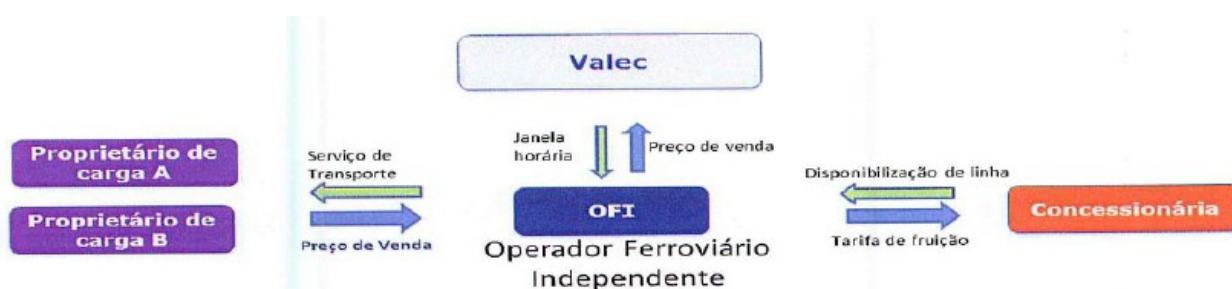 Valec
Janela
horária
Preço de venda
Proprietário de
carga A
Serviço de
Transporte
Disponibilização de linha
Proprietário de
carga B
Preço de Venda
OFI
Operador Ferroviário
Independente
Tarifa de fruição
Concessionária